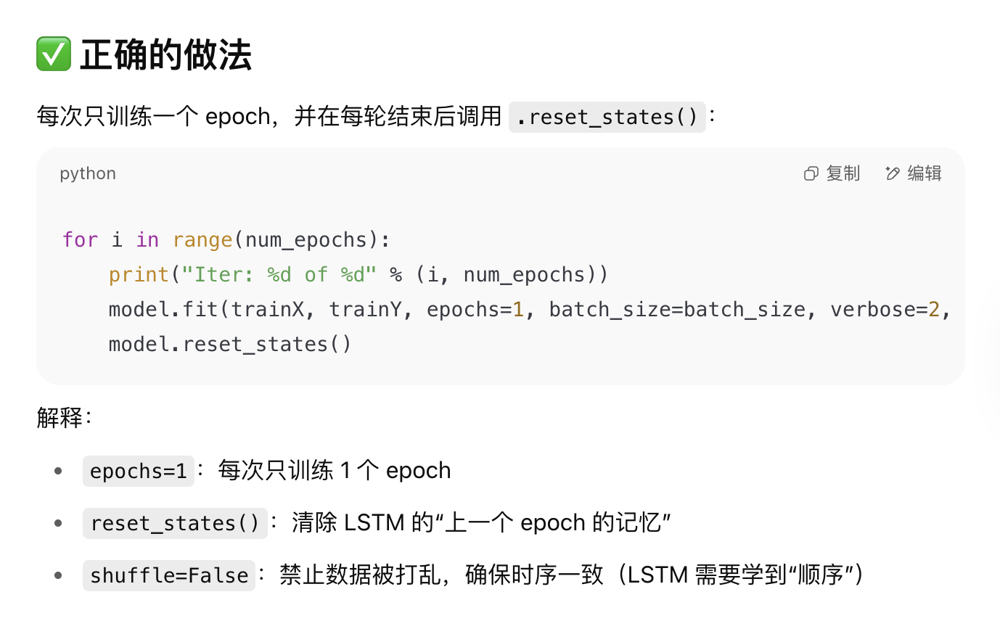 ✅ 正确的做法
每次只训练一个 epoch，并在每轮结束后调用 .reset_states()：
python
复制
编辑
for i in range(num_epochs):
    print("Iter: %d of %d" % (i, num_epochs))
    model.fit(trainX, trainY, epochs=1, batch_size=batch_size, verbose=2,
    model.reset_states()
解释：
• epochs=1：每次只训练 1 个 epoch
• reset_states()：清除 LSTM 的“上一个 epoch 的记忆”
• shuffle=False：禁止数据被打乱，确保时序一致（LSTM 需要学到“顺序”）